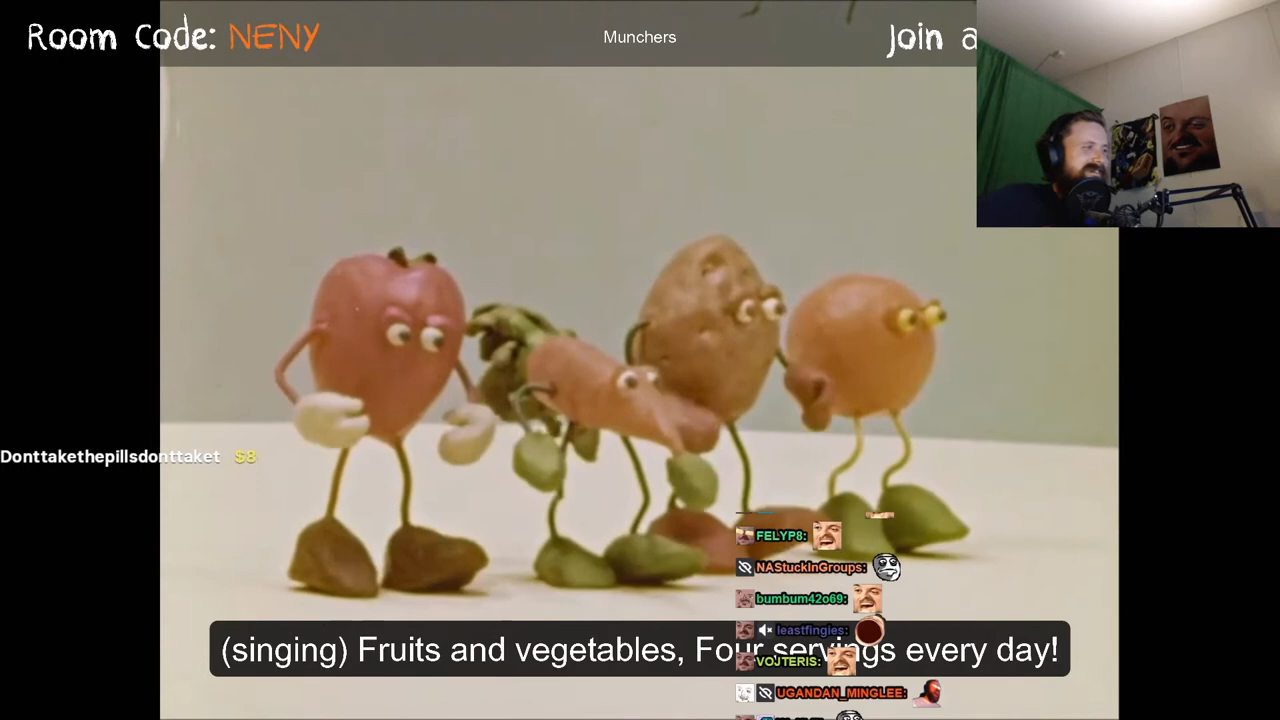 Room Code: NENY
Munchers
Join a
Donttakethepillsdonttaket $8
FELYP8:
NAStuckInGroups:
bumbum42o69:
leastfingies:
(singing) Fruits and vegetables, Four servings every day!
VOJTERIS:
UGANDAN_MINGLEE: